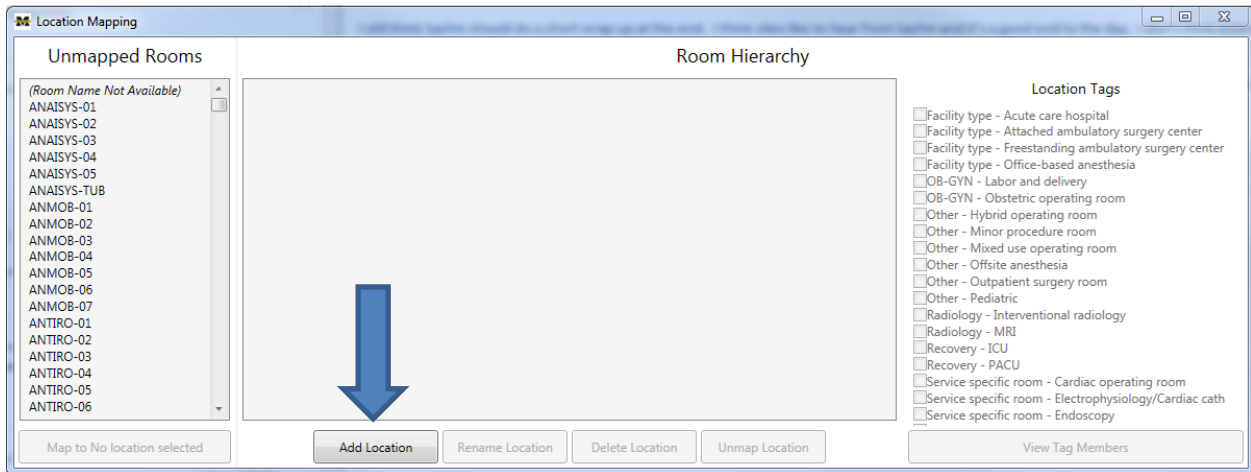 Location Mapping
Unmapped Rooms
Room Hierarchy
(Room Name Not Available)
ANAISYS-01
ANAISYS-02
ANAISYS-03
ANAISYS-04
ANAISYS-05
ANAISYS-TUB
ANMOB-01
ANMOB-02
ANMOB-03
ANMOB-04
ANMOB-05
ANMOB-06
ANMOB-07
ANTIRO-01
ANTIRO-02
ANTIRO-03
ANTIRO-04
ANTIRO-05
ANTIRO-06
Location Tags
Facility type - Acute care hospital
Facility type - Attached ambulatory surgery center
Facility type - Freestanding ambulatory surgery center
Facility type - Office-based anesthesia
OB-GYN - Labor and delivery
OB-GYN - Obstetric operating room
Other - Hybrid operating room
Other - Minor procedure room
Other - Mixed use operating room
Other - Offsite anesthesia
Other - Outpatient surgery room
Other - Pediatric
Radiology - Interventional radiology
Radiology - MRI
Recovery - ICU
Recovery - PACU
Service specific room - Cardiac operating room
Service specific room - Electrophysiology/Cardiac cath
Service specific room - Endoscopy
Map to No location selected
Add Location
Rename Location
Delete Location
Unmap Location
View Tag Members